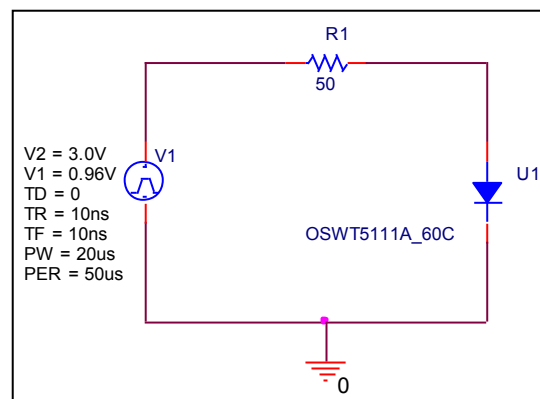 R1
50
V2 = 3.0V
V1 = 0.96V
TD = 0
TR = 10ns
TF = 10ns
PW = 20us
PER = 50us
V1
U1
OSWT5111A_60C
0